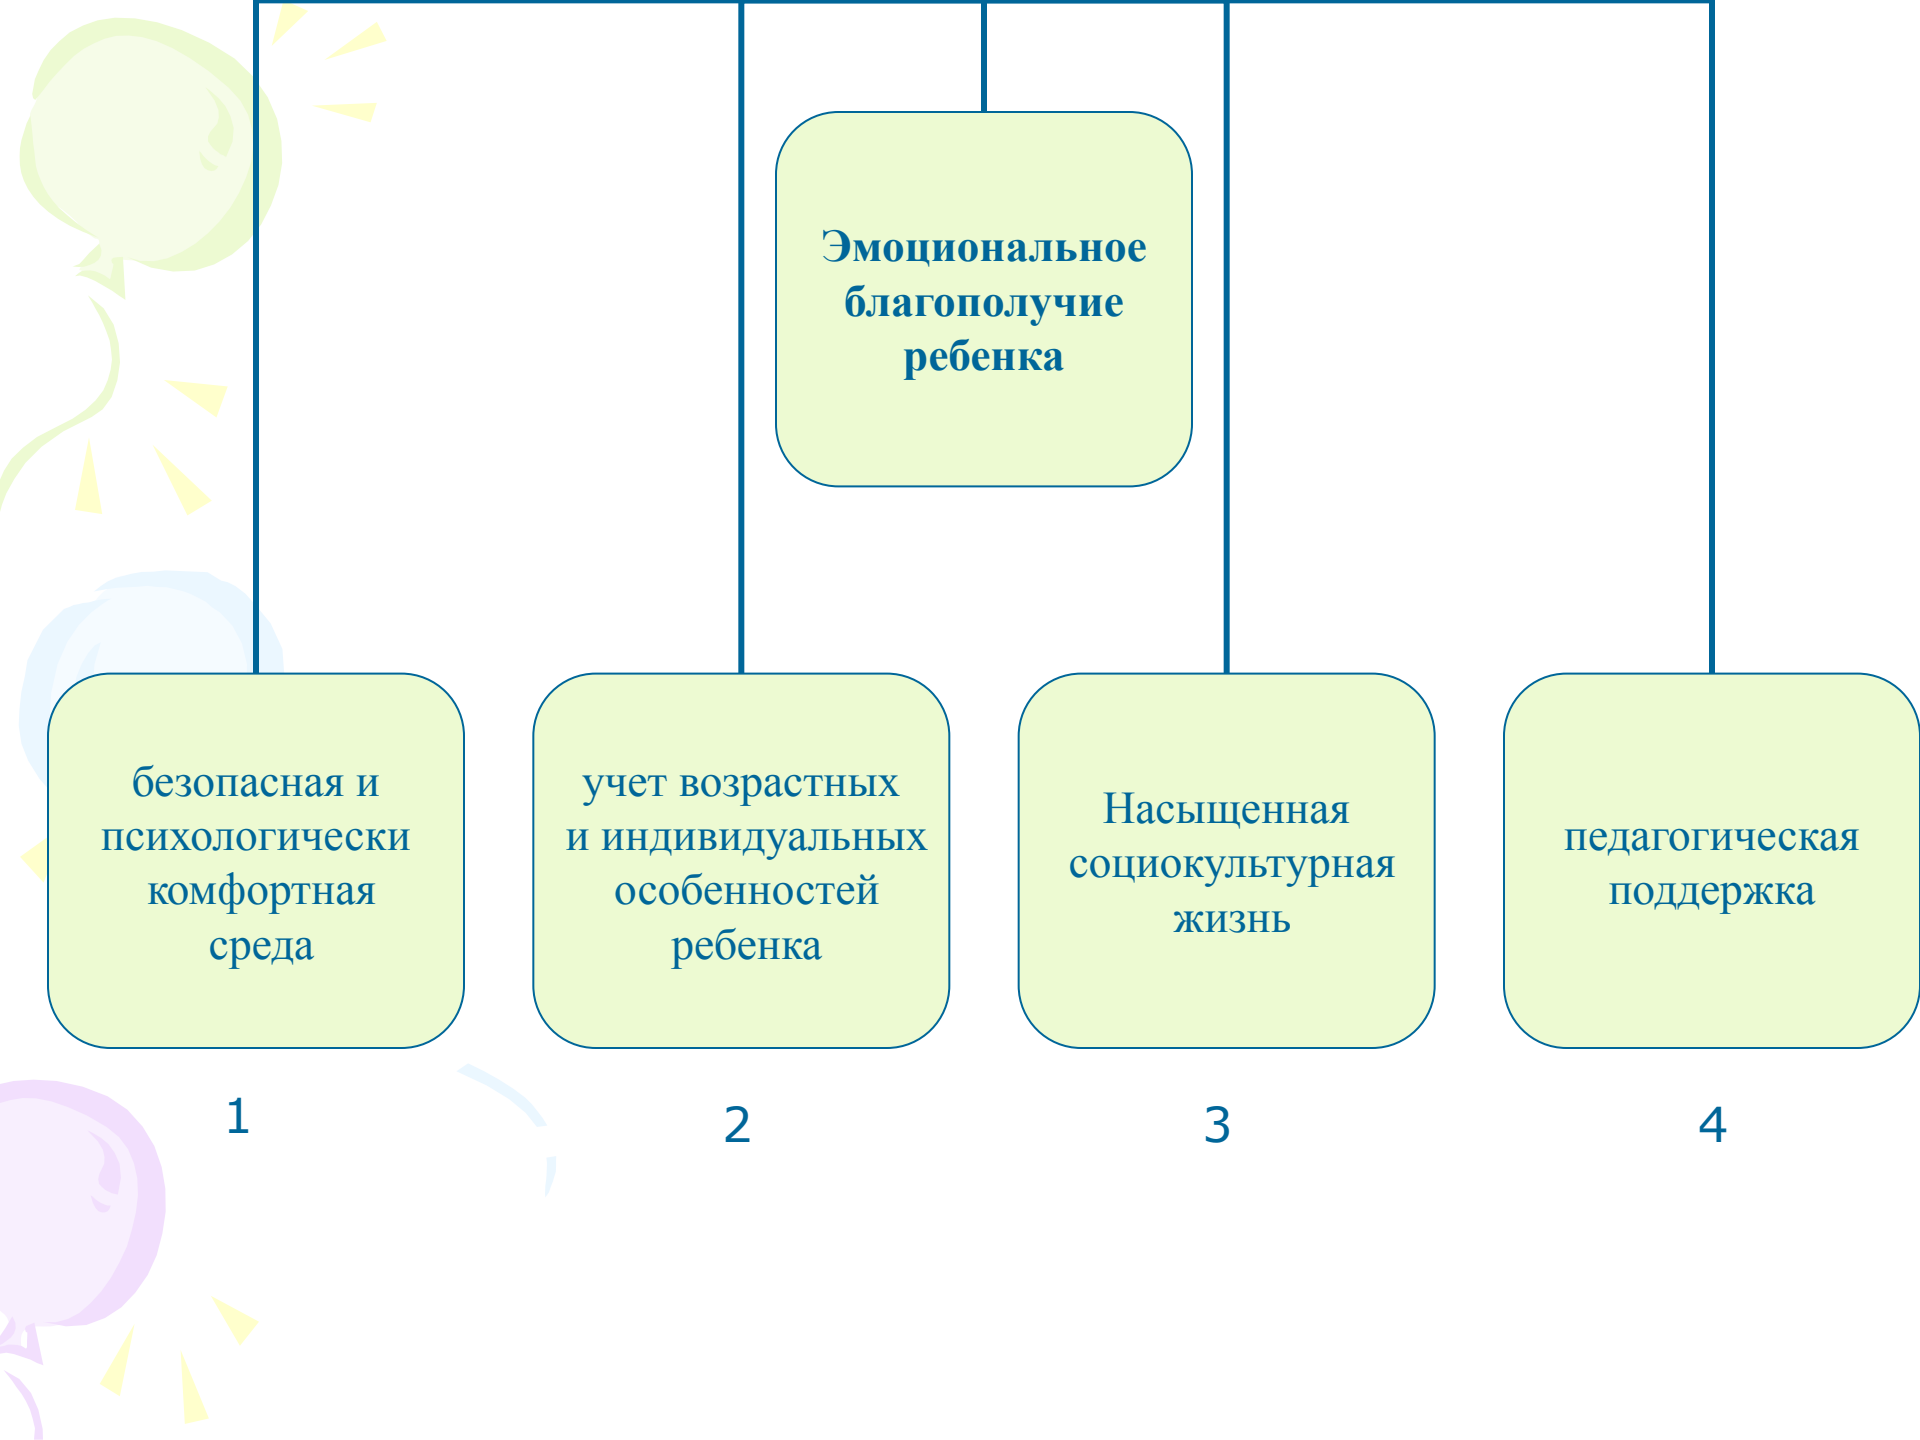 Эмоциональное
благополучие
ребенка
безопасная и
психологически
комфортная
среда
учет возрастных
и индивидуальных
особенностей
ребенка
Насыщенная
социокультурная
жизнь
педагогическая
поддержка
1
2
3
4